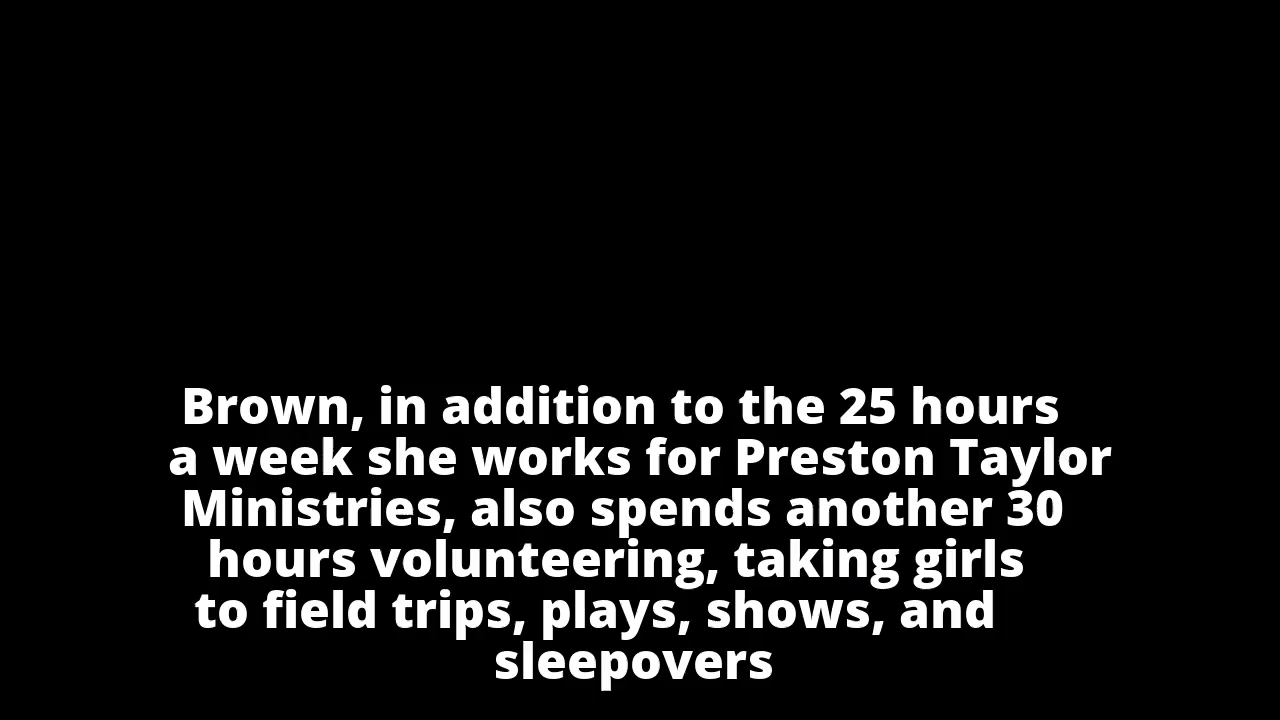 Brown, in addition to the 25 hours
a week she works for Preston Taylor
Ministries, also spends another 30
hours volunteering, taking girls
to field trips, plays, shows, and
sleepovers